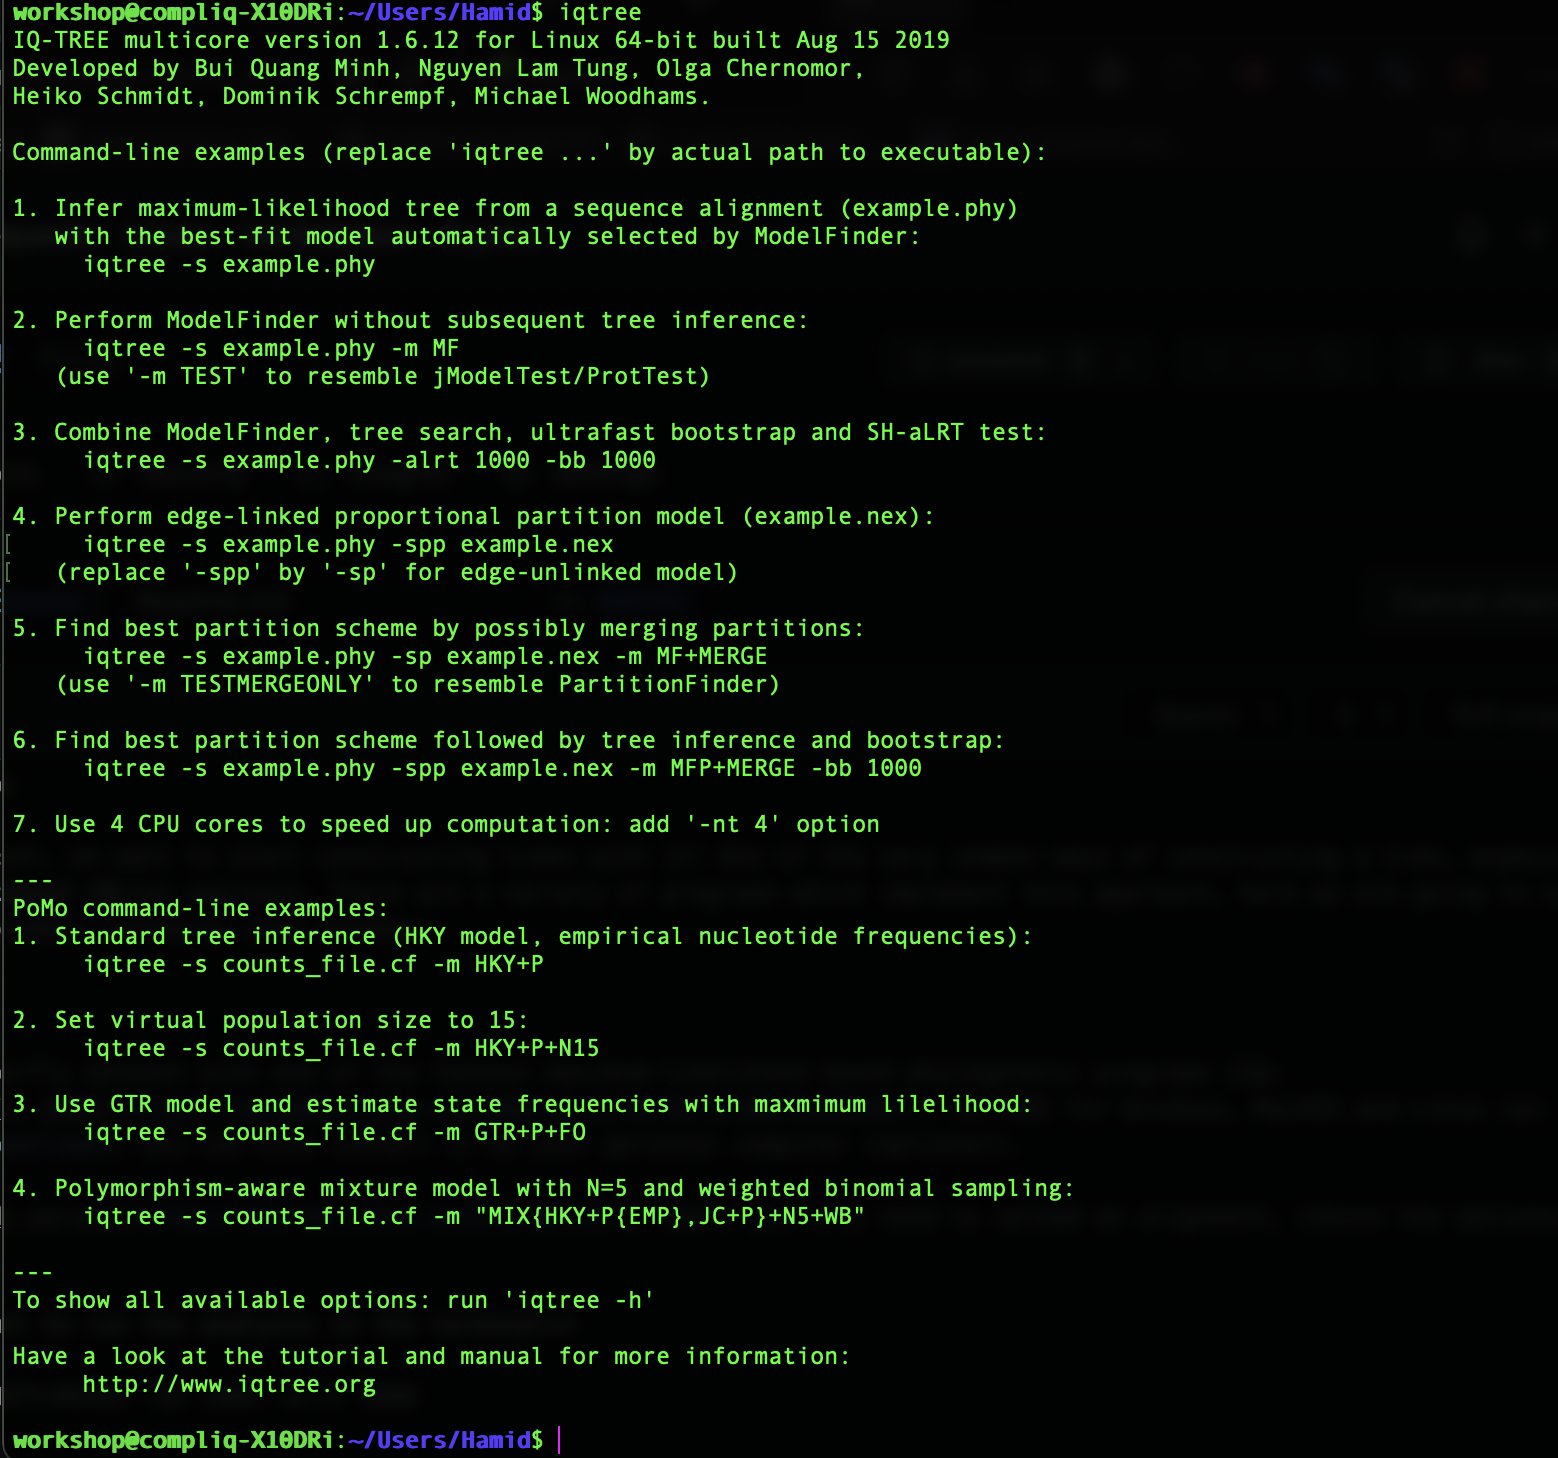 workshop@compliq-X10DRi:~/Users/Hamid$ iqtree
IQ-TREE multicore version 1.6.12 for Linux 64-bit built Aug 15 2019
Developed by Bui Quang Minh, Nguyen Lam Tung, Olga Chernomor,
Heiko Schmidt, Dominik Schrempf, Michael Woodhams.

Command-line examples (replace 'iqtree ...' by actual path to executable):

1. Infer maximum-likelihood tree from a sequence alignment (example.phy)
   with the best-fit model automatically selected by ModelFinder:
     iqtree -s example.phy

2. Perform ModelFinder without subsequent tree inference:
     iqtree -s example.phy -m MF
   (use '-m TEST' to resemble jModelTest/ProtTest)

3. Combine ModelFinder, tree search, ultrafast bootstrap and SH-aLRT test:
     iqtree -s example.phy -alrt 1000 -bb 1000

4. Perform edge-linked proportional partition model (example.nex):
     iqtree -s example.phy -spp example.nex
   (replace '-spp' by '-sp' for edge-unlinked model)

5. Find best partition scheme by possibly merging partitions:
     iqtree -s example.phy -sp example.nex -m MF+MERGE
   (use '-m TESTMERGEONLY' to resemble PartitionFinder)

6. Find best partition scheme followed by tree inference and bootstrap:
     iqtree -s example.phy -spp example.nex -m MFP+MERGE -bb 1000

7. Use 4 CPU cores to speed up computation: add '-nt 4' option

---
PoMo command-line examples:
1. Standard tree inference (HKY model, empirical nucleotide frequencies):
     iqtree -s counts_file.cf -m HKY+P

2. Set virtual population size to 15:
     iqtree -s counts_file.cf -m HKY+P+N15

3. Use GTR model and estimate state frequencies with maxmimum lilelihood:
     iqtree -s counts_file.cf -m GTR+P+FO

4. Polymorphism-aware mixture model with N=5 and weighted binomial sampling:
     iqtree -s counts_file.cf -m "MIX{HKY+P{EMP},JC+P}+N5+WB"

---
To show all available options: run 'iqtree -h'

Have a look at the tutorial and manual for more information:
     http://www.iqtree.org

workshop@compliq-X10DRi:~/Users/Hamid$